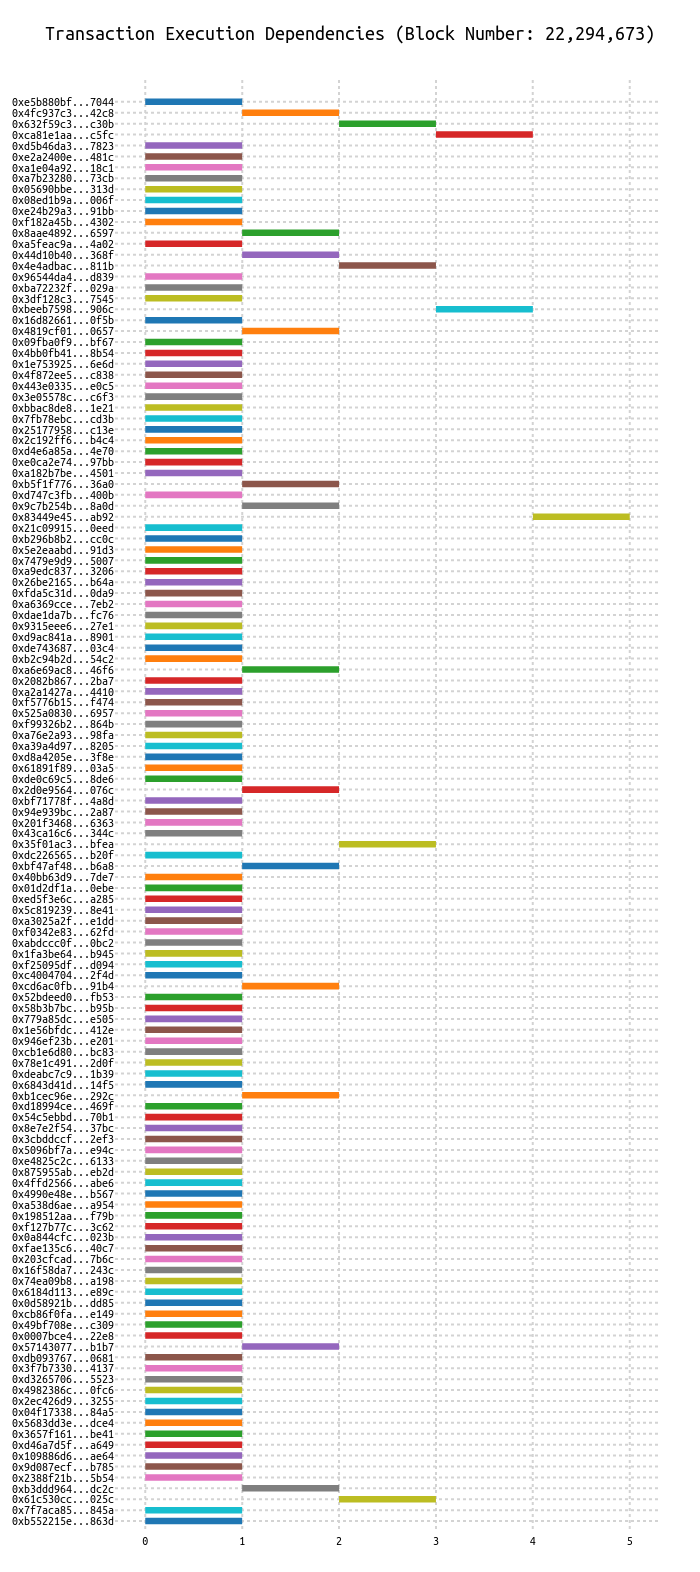 Transaction Execution Dependencies (Block Number: 22,294,673)
0xe5b880bf...7044
0x4fc937c3...42c8
0x632f59c3...c30b
0xca81e1aa...c5fc
0xd5b46da3...7823
0xe2a2400e...481c
0xa1e04a92...18c1
0xa7b23280...73cb
0x05690bbe...313d
0x08ed1b9a...006f
0xe24b29a3...91bb
0xf182a45b...4302
0x8aae4892...6597
0xa5feac9a...4a02
0x44d10b40...368f
0x4e4adbac...811b
0x96544da4...d839
0xba72232f...029a
0x3df128c3...7545
0xbeeb7598...906c
0x16d82661...0f5b
0x4819cf01...0657
0x09fba0f9...bf67
0x4bb0fb41...8b54
0x1e753925...6e6d
0x4f872ee5...c838
0x443e0335...e0c5
0x3e05578c...c6f3
0xbbac8de8...1e21
0x7fb78ebc...cd3b
0x25177958...c13e
0x2c192ff6...b4c4
0xd4e6a85a...4e70
0xe0ca2e74...97bb
0xa182b7be...4501
0xb5f1f776...36a0
0xd747c3fb...400b
0x9c7b254b...8a0d
0x83449e45...ab92
0x21c09915...0eed
0xb296b8b2...cc0c
0x5e2eaabd...91d3
0x7479e9d9...5007
0xa9edc837...3206
0x26be2165...b64a
0xfda5c31d...0da9
0xa6369cce...7eb2
0xdae1da7b...fc76
0x9315eee6...27e1
0xd9ac841a...8901
0xde743687...03c4
0xb2c94b2d...54c2
0xa6e69ac8...46f6
0x2082b867...2ba7
0xa2a1427a...4410
0xf5776b15...f474
0x525a0830...6957
0xf99326b2...864b
0xa76e2a93...98fa
0xa39a4d97...8205
0xd8a4205e...3f8e
0x61891f89...03a5
0xde0c69c5...8de6
0x2d0e9564...076c
0xbf71778f...4a8d
0x94e939bc...2a87
0x201f3468...6363
0x43ca16c6...344c
0x35f01ac3...bfea
0xdc226565...b20f
0xbf47af48...b6a8
0x40bb63d9...7de7
0x01d2df1a...0ebe
0xed5f3e6c...a285
0x5c819239...8e41
0xa3025a2f...e1dd
0xf0342e83...62fd
0xabdccc0f...0bc2
0x1fa3be64...b945
0xf25095df...d094
0xc4004704...2f4d
0xcd6ac0fb...91b4
0x52bdeed0...fb53
0x58b3b7bc...b95b
0x779a85dc...e505
0x1e56bfdc...412e
0x946ef23b...e201
0xcb1e6d80...bc83
0x78e1c491...2d0f
0xdeabc7c9...1b39
0x6843d41d...14f5
0xb1cec96e...292c
0xd18994ce...469f
0x54c5ebbd...70b1
0x8e7e2f54...37bc
0x3cbddccf...2ef3
0x5096bf7a...e94c
0xe4825c2c...6133
0x875955ab...eb2d
0x4ffd2566...abe6
0x4990e48e...b567
0xa538d6ae...a954
0x198512aa...f79b
0xf127b77c...3c62
0x0a844cfc...023b
0xfae135c6...40c7
0x203cfcad...7b6c
0x16f58da7...243c
0x74ea09b8...a198
0x6184d113...e89c
0x0d58921b...dd85
0xcb86f0fa...e149
0x49bf708e...c309
0x0007bce4...22e8
0x57143077...b1b7
0xdb093767...0681
0x3f7b7330...4137
0xd3265706...5523
0x4982386c...0fc6
0x2ec426d9...3255
0x04f17338...84a5
0x5683dd3e...dce4
0x3657f161...be41
0xd46a7d5f...a649
0x109886d6...ae64
0x9d087ecf...b785
0x2388f21b...5b54
0xb3ddd964...dc2c
0x61c530cc...025c
0x7f7aca85...845a
0xb552215e...863d
0 1 2 3 4 5